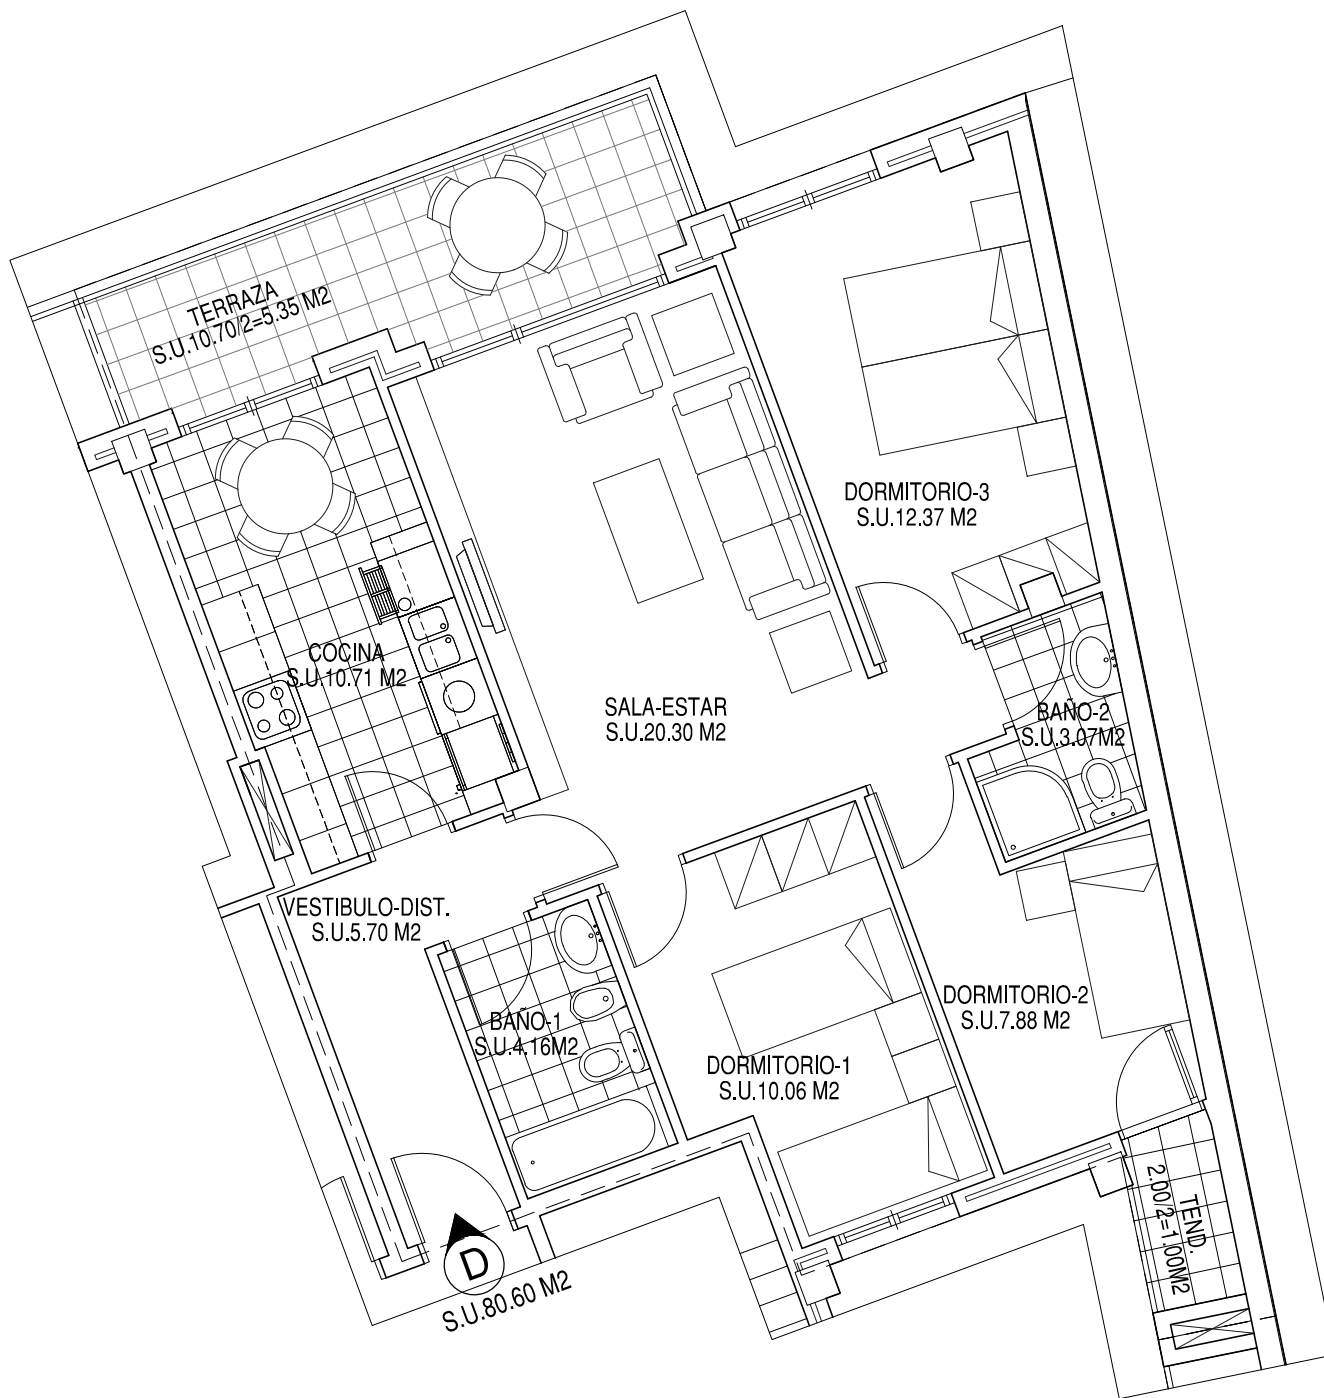 TERRAZA
S.U.10.70/2=5.35 M2
DORMITORIO-3
S.U.12.37 M2
COCINA
S.U.10.71 M2
SALA-ESTAR
S.U.20.30 M2
BAÑO-2
S.U.3.07M2
VESTIBULO-DIST.
S.U.5.70 M2
BAÑO-1
S.U.4.16M2
DORMITORIO-2
S.U.7.88 M2
DORMITORIO-1
S.U.10.06 M2
TEND.
2.00/2=1.00M2
D
S.U.80.60 M2